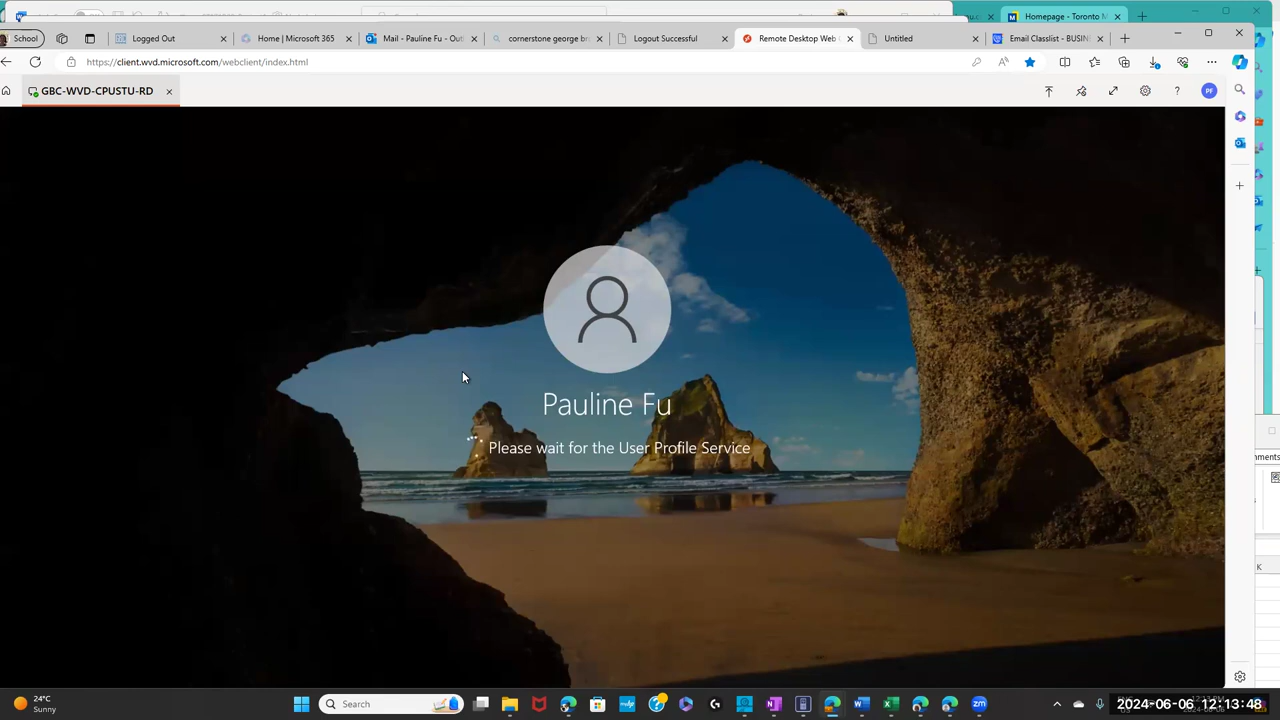 Homepage - Toronto M
School
Logged Out
Home | Microsoft 365
Mail - Pauline Fu - Out
cornerstone george br
Logout Successful
Remote Desktop Web
Untitled
Email Classlist - BUSIN
https://client.wvd.microsoft.com/webclient/index.html
GBC-WVD-CPUSTU-RD
PF
Pauline Fu
Please wait for the User Profile Service
mments
K
24°C
Sunny
Search
2024-06-06 12:13:48